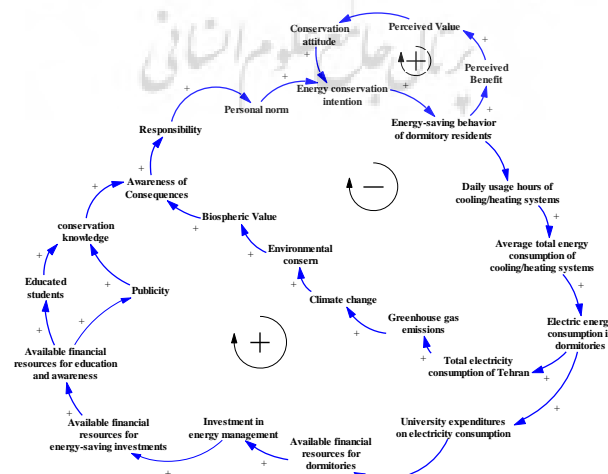 Conservation
attitude
Perceived Value
Perceived
Benefit
Energy conservation
intention
Personal norm
Energy-saving behavior
of dormitory residents
Responsibility
Awareness of
Consequences
Daily usage hours of
cooling/heating systems
Biospheric Value
conservation
knowledge
Average total energy
consumption of
cooling/heating systems
Environmental
consern
Educated
students
Publicity
Climate change
Greenhouse gas
emissions
Electric energ
consumption i
dormitories
Available financial
resources for education
and awareness
Total electricity
consumption of Tehran
Available financial
resources for
energy-saving investments
Investment in
energy management
University expenditures
on electricity consumption
Available financial
resources for
dormitories